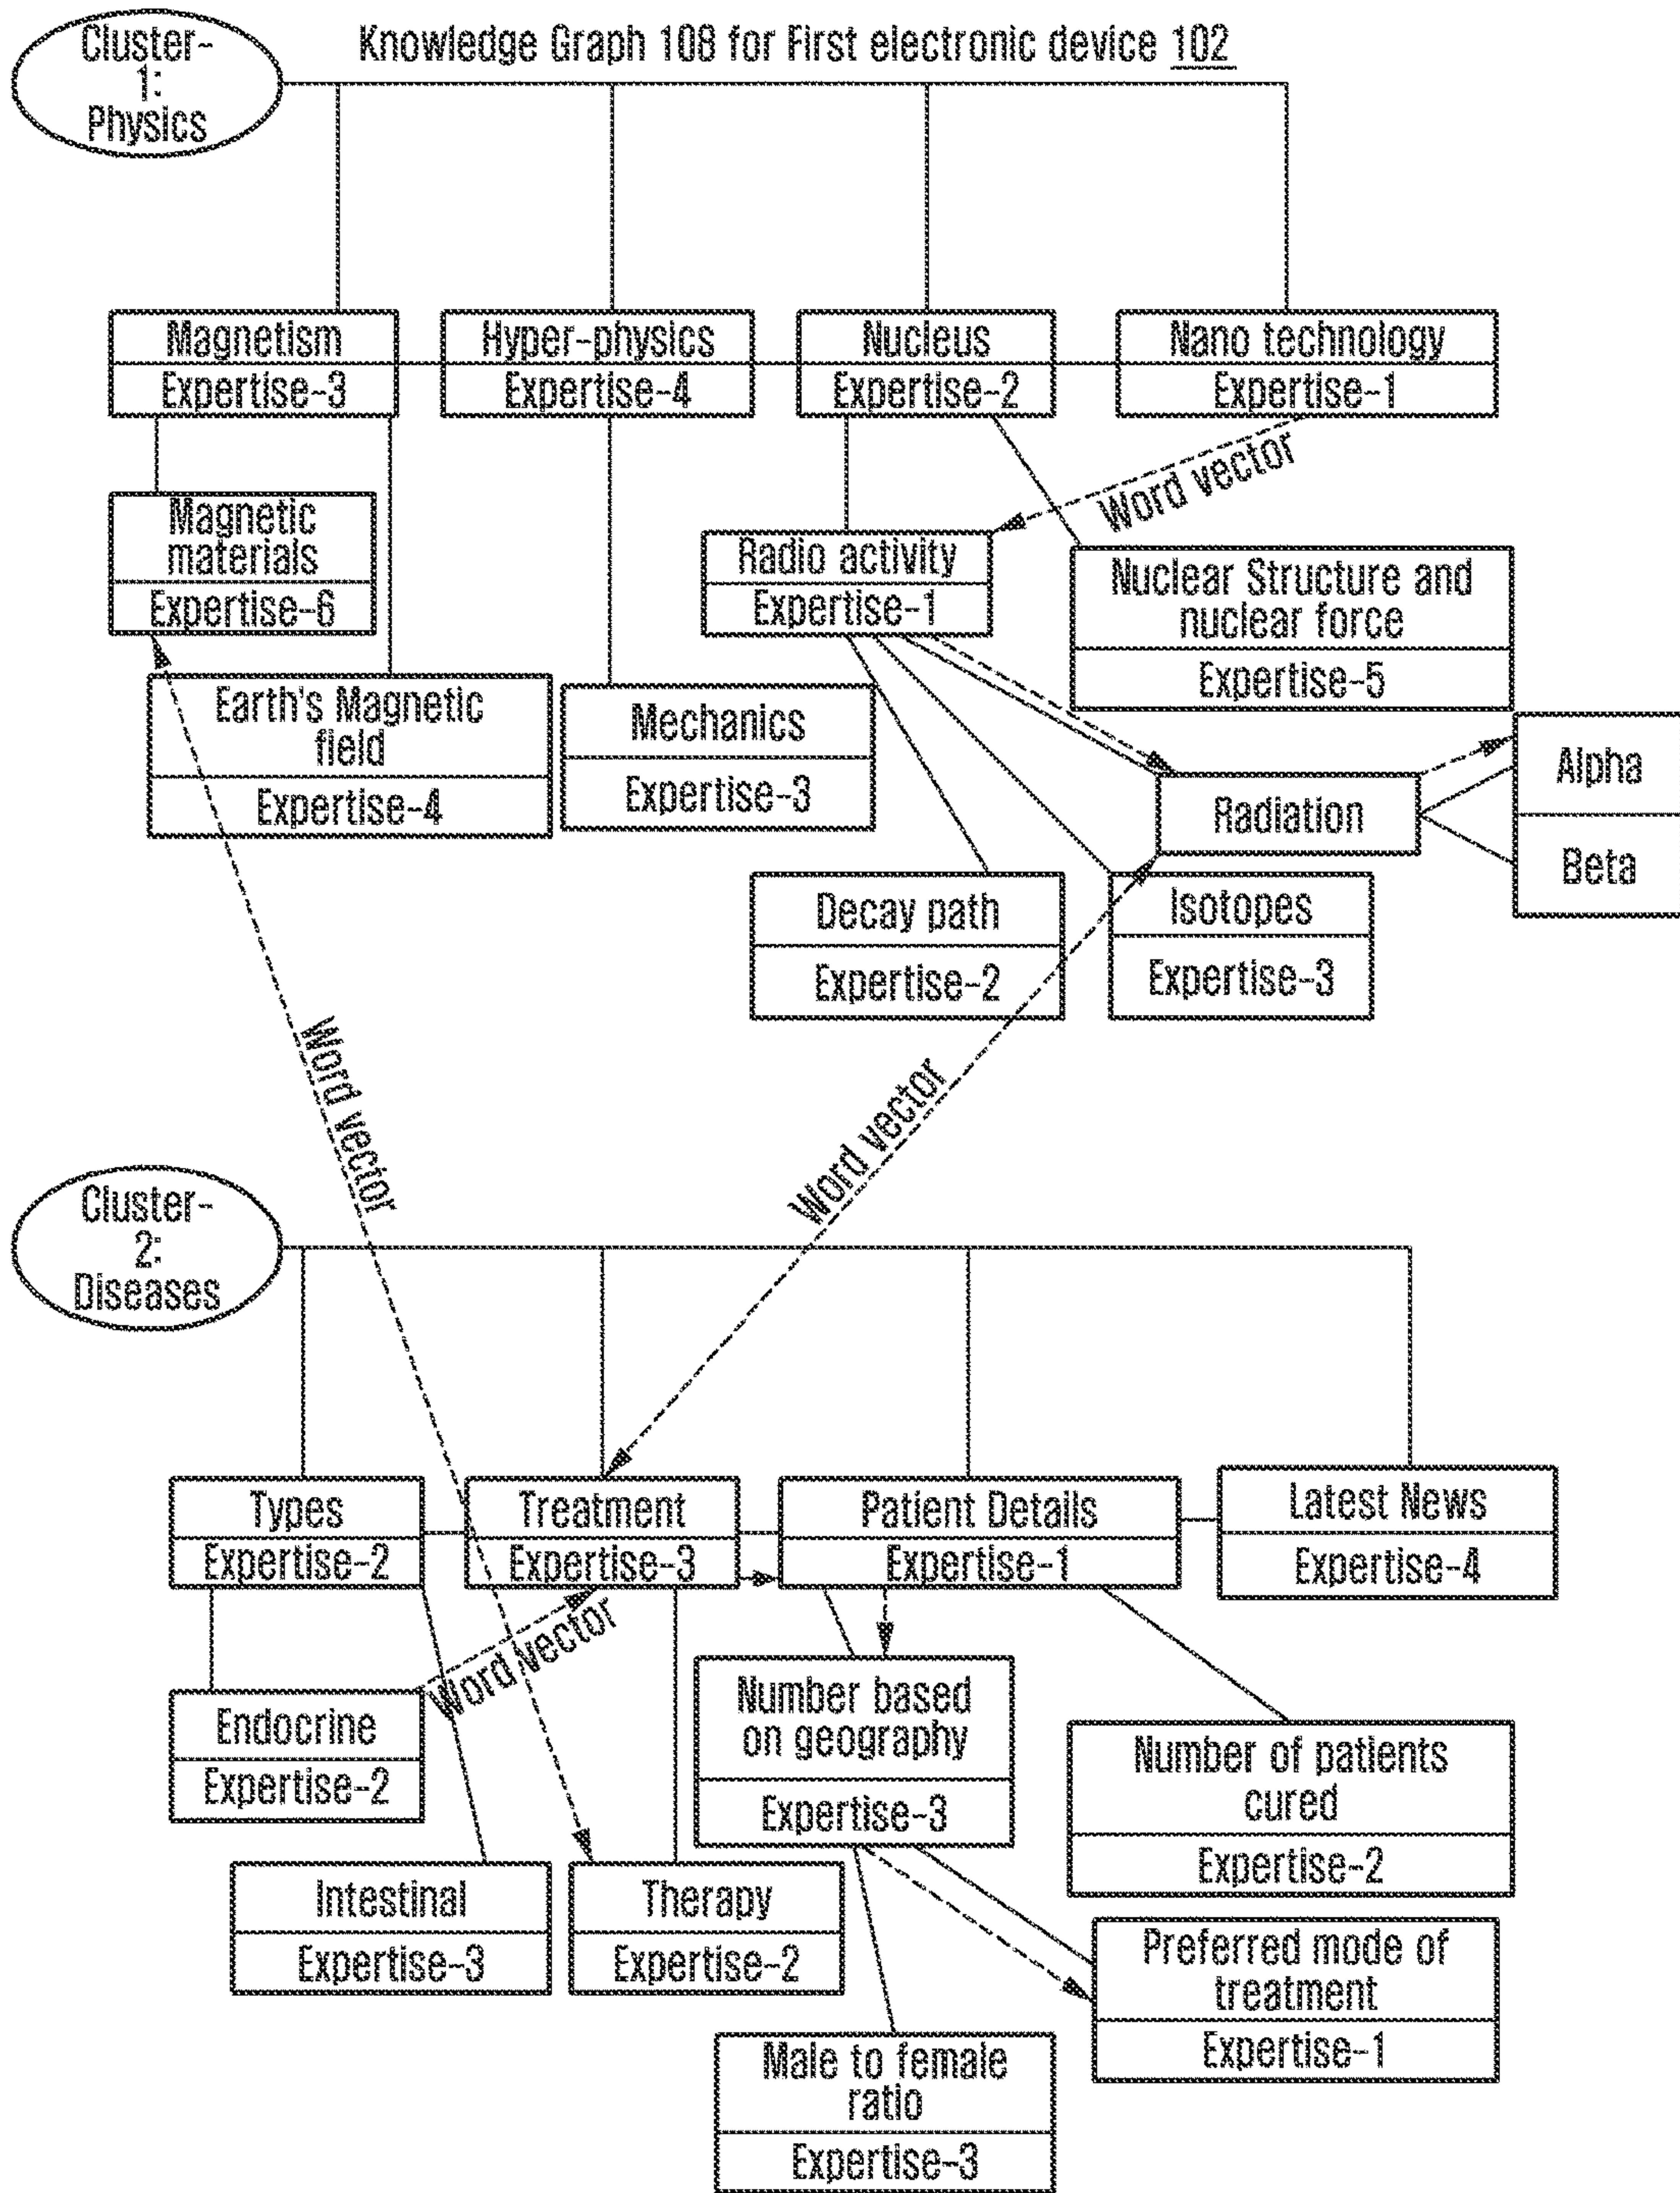 Cluster-
1:
Physics
Knowledge Graph 108 for First electronic device 102
Magnetism
Expertise-3
Hyper-physics
Expertise-4
Nucleus
Expertise-2
Nano technology
Expertise-1
Word vector
Magnetic
materials
Expertise-6
Radio activity
Expertise-1
Nuclear Structure and
nuclear force
Expertise-5
Earth's Magnetic
field
Expertise-4
Mechanics
Expertise-3
Radiation
Alpha
Beta
Decay path
Expertise-2
Isotopes
Expertise-3
Word vector
Word vector
Cluster-
2:
Diseases
Types
Expertise-2
Treatment
Expertise-3
Patient Details
Expertise-1
Latest News
Expertise-4
Word vector
Endocrine
Expertise-2
Number based
on geography
Expertise-3
Number of patients
cured
Expertise-2
Intestinal
Expertise-3
Therapy
Expertise-2
Preferred mode of
treatment
Expertise-1
Male to female
ratio
Expertise-3